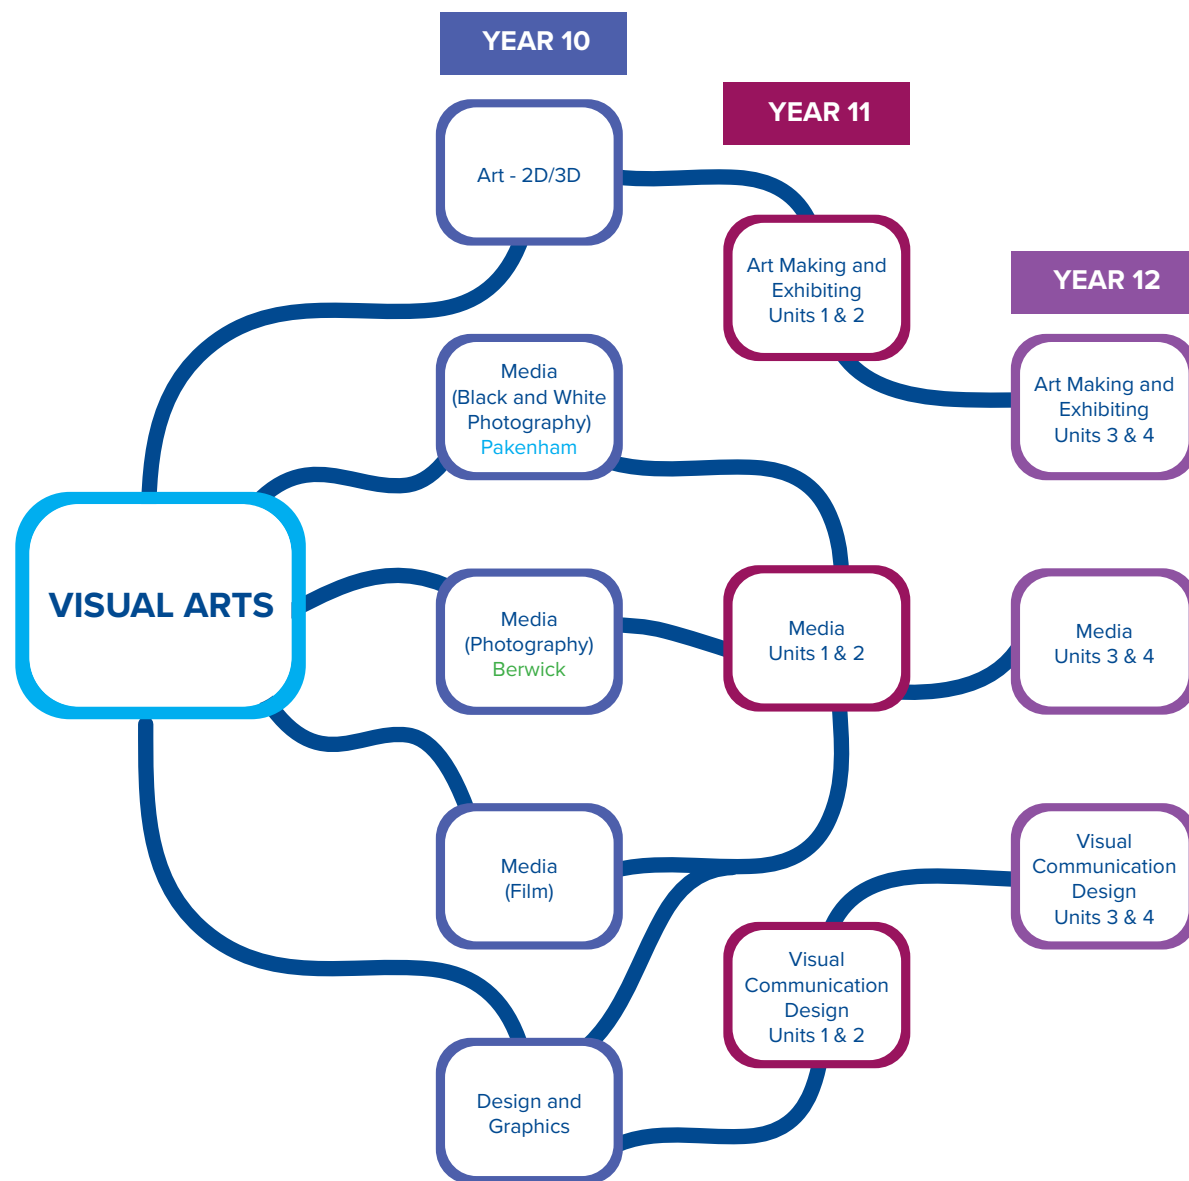 YEAR 10
YEAR 11
YEAR 12
VISUAL ARTS
Art - 2D/3D
Media
(Black and White
Photography)
Pakenham
Media
(Photography)
Berwick
Media
(Film)
Design and
Graphics
Art Making and
Exhibiting
Units 1 & 2
Media
Units 1 & 2
Visual
Communication
Design
Units 1 & 2
Art Making and
Exhibiting
Units 3 & 4
Media
Units 3 & 4
Visual
Communication
Design
Units 3 & 4